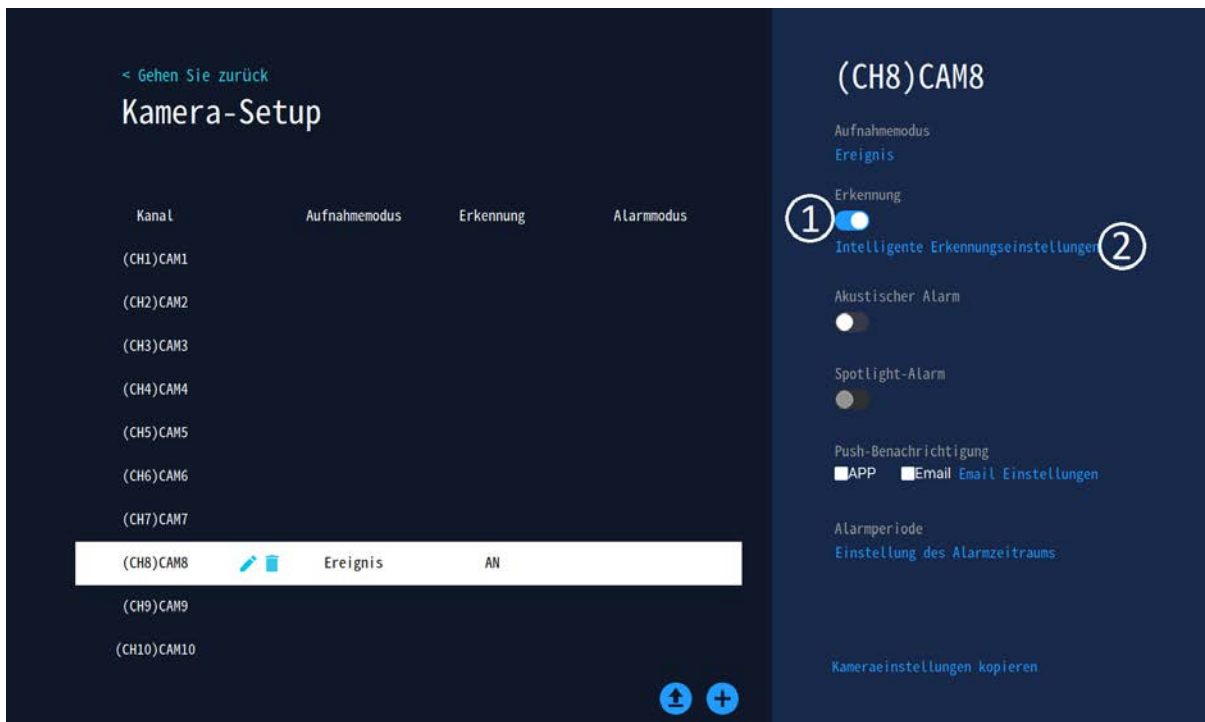 < Gehen Sie zurück
Kamera-Setup
Kanal Aufnahmemodus Erkennung Alarmmodus
(CH1)CAM1
(CH2)CAM2
(CH3)CAM3
(CH4)CAM4
(CH5)CAM5
(CH6)CAM6
(CH7)CAM7
(CH8)CAM8 Ereignis AN
(CH9)CAM9
(CH10)CAM10
(CH8)CAM8
Aufnahmemodus
Ereignis
Erkennung
1
Intelligente Erkennungseinstellungen 2
Akustischer Alarm
Spotlight-Alarm
Push-Benachrichtigung
APP Email Email Einstellungen
Alarmperiode
Einstellung des Alarmzeitraums
Kameraeinstellungen kopieren